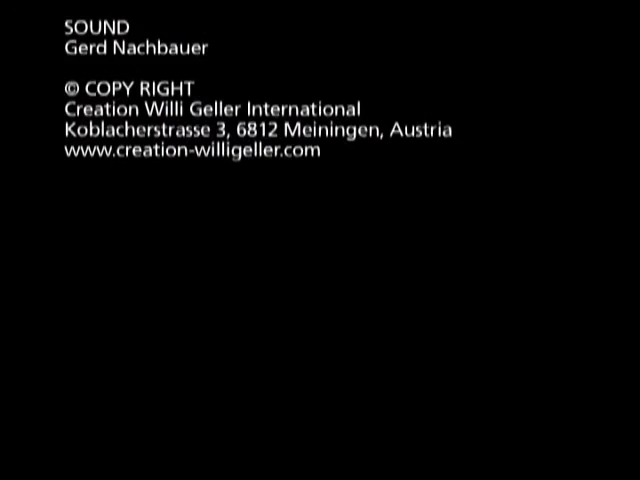 SOUND
Gerd Nachbauer
© COPY RIGHT
Creation Willi Geller International
Koblacherstrasse 3, 6812 Meiningen, Austria
www.creation-willigeller.com